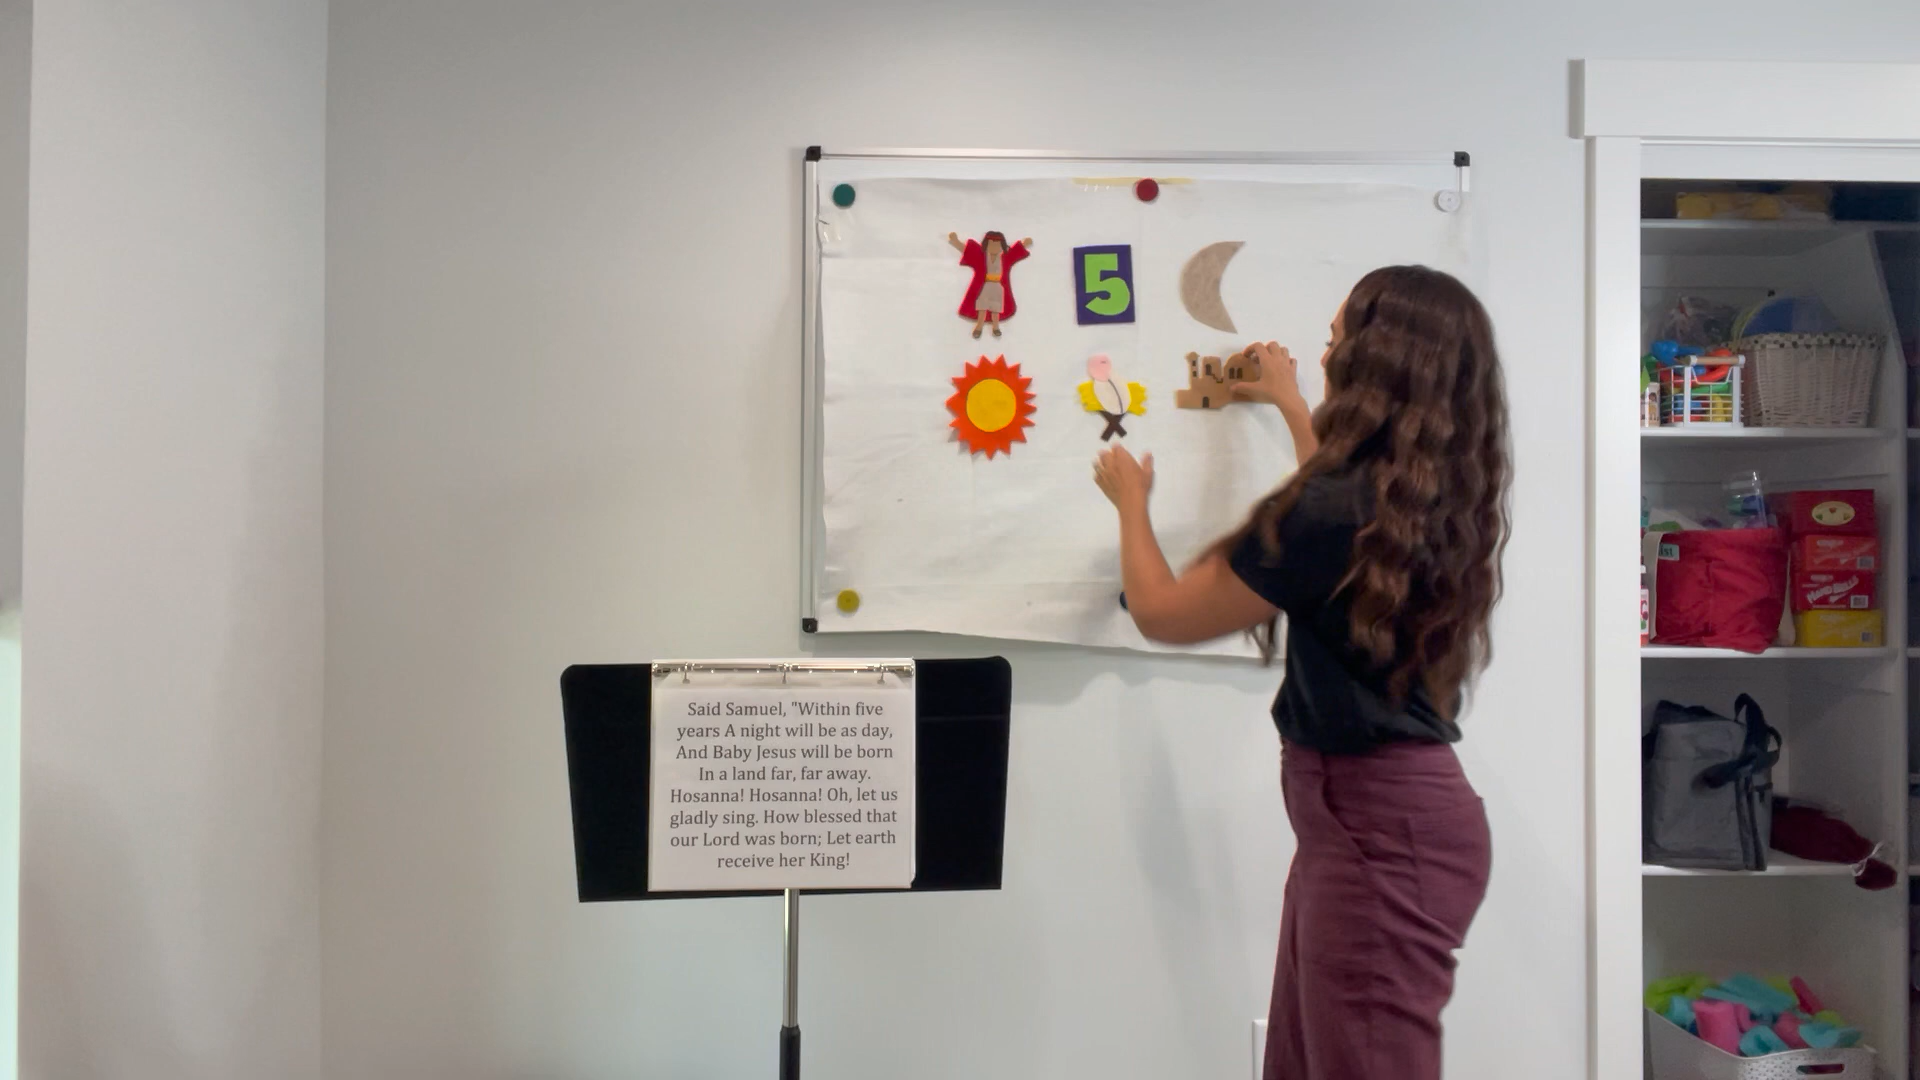 5
Said Samuel, "Within five
years A night will be as day,
And Baby Jesus will be born
In a land far, far away.
Hosanna! Hosanna! Oh, let us
gladly sing. How blessed that
our Lord was born; Let earth
receive her King!